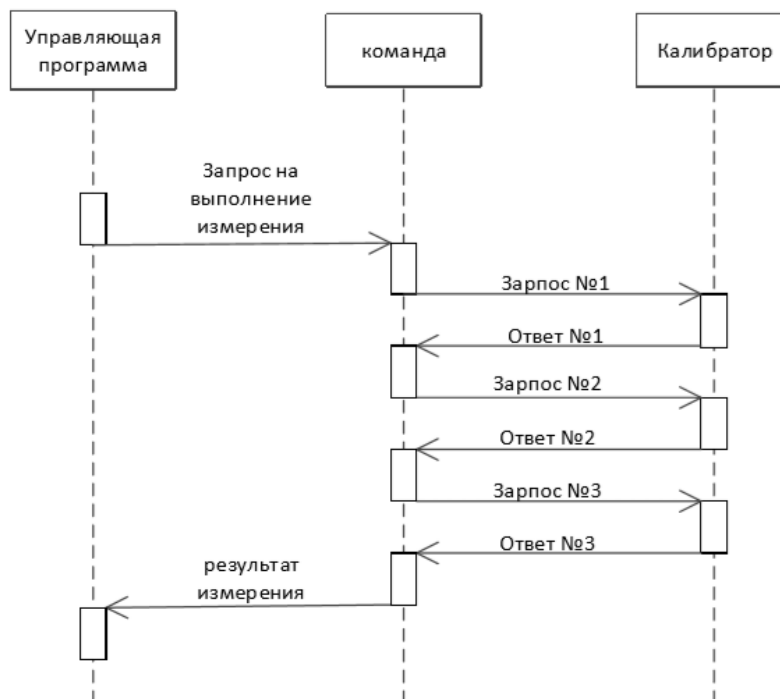 Управляющая
программа
команда
Калибратор
Запрос на
выполнение
измерения
Зарпос №1
Ответ №1
Зарпос №2
Ответ №2
Зарпос №3
Ответ №3
результат
измерения